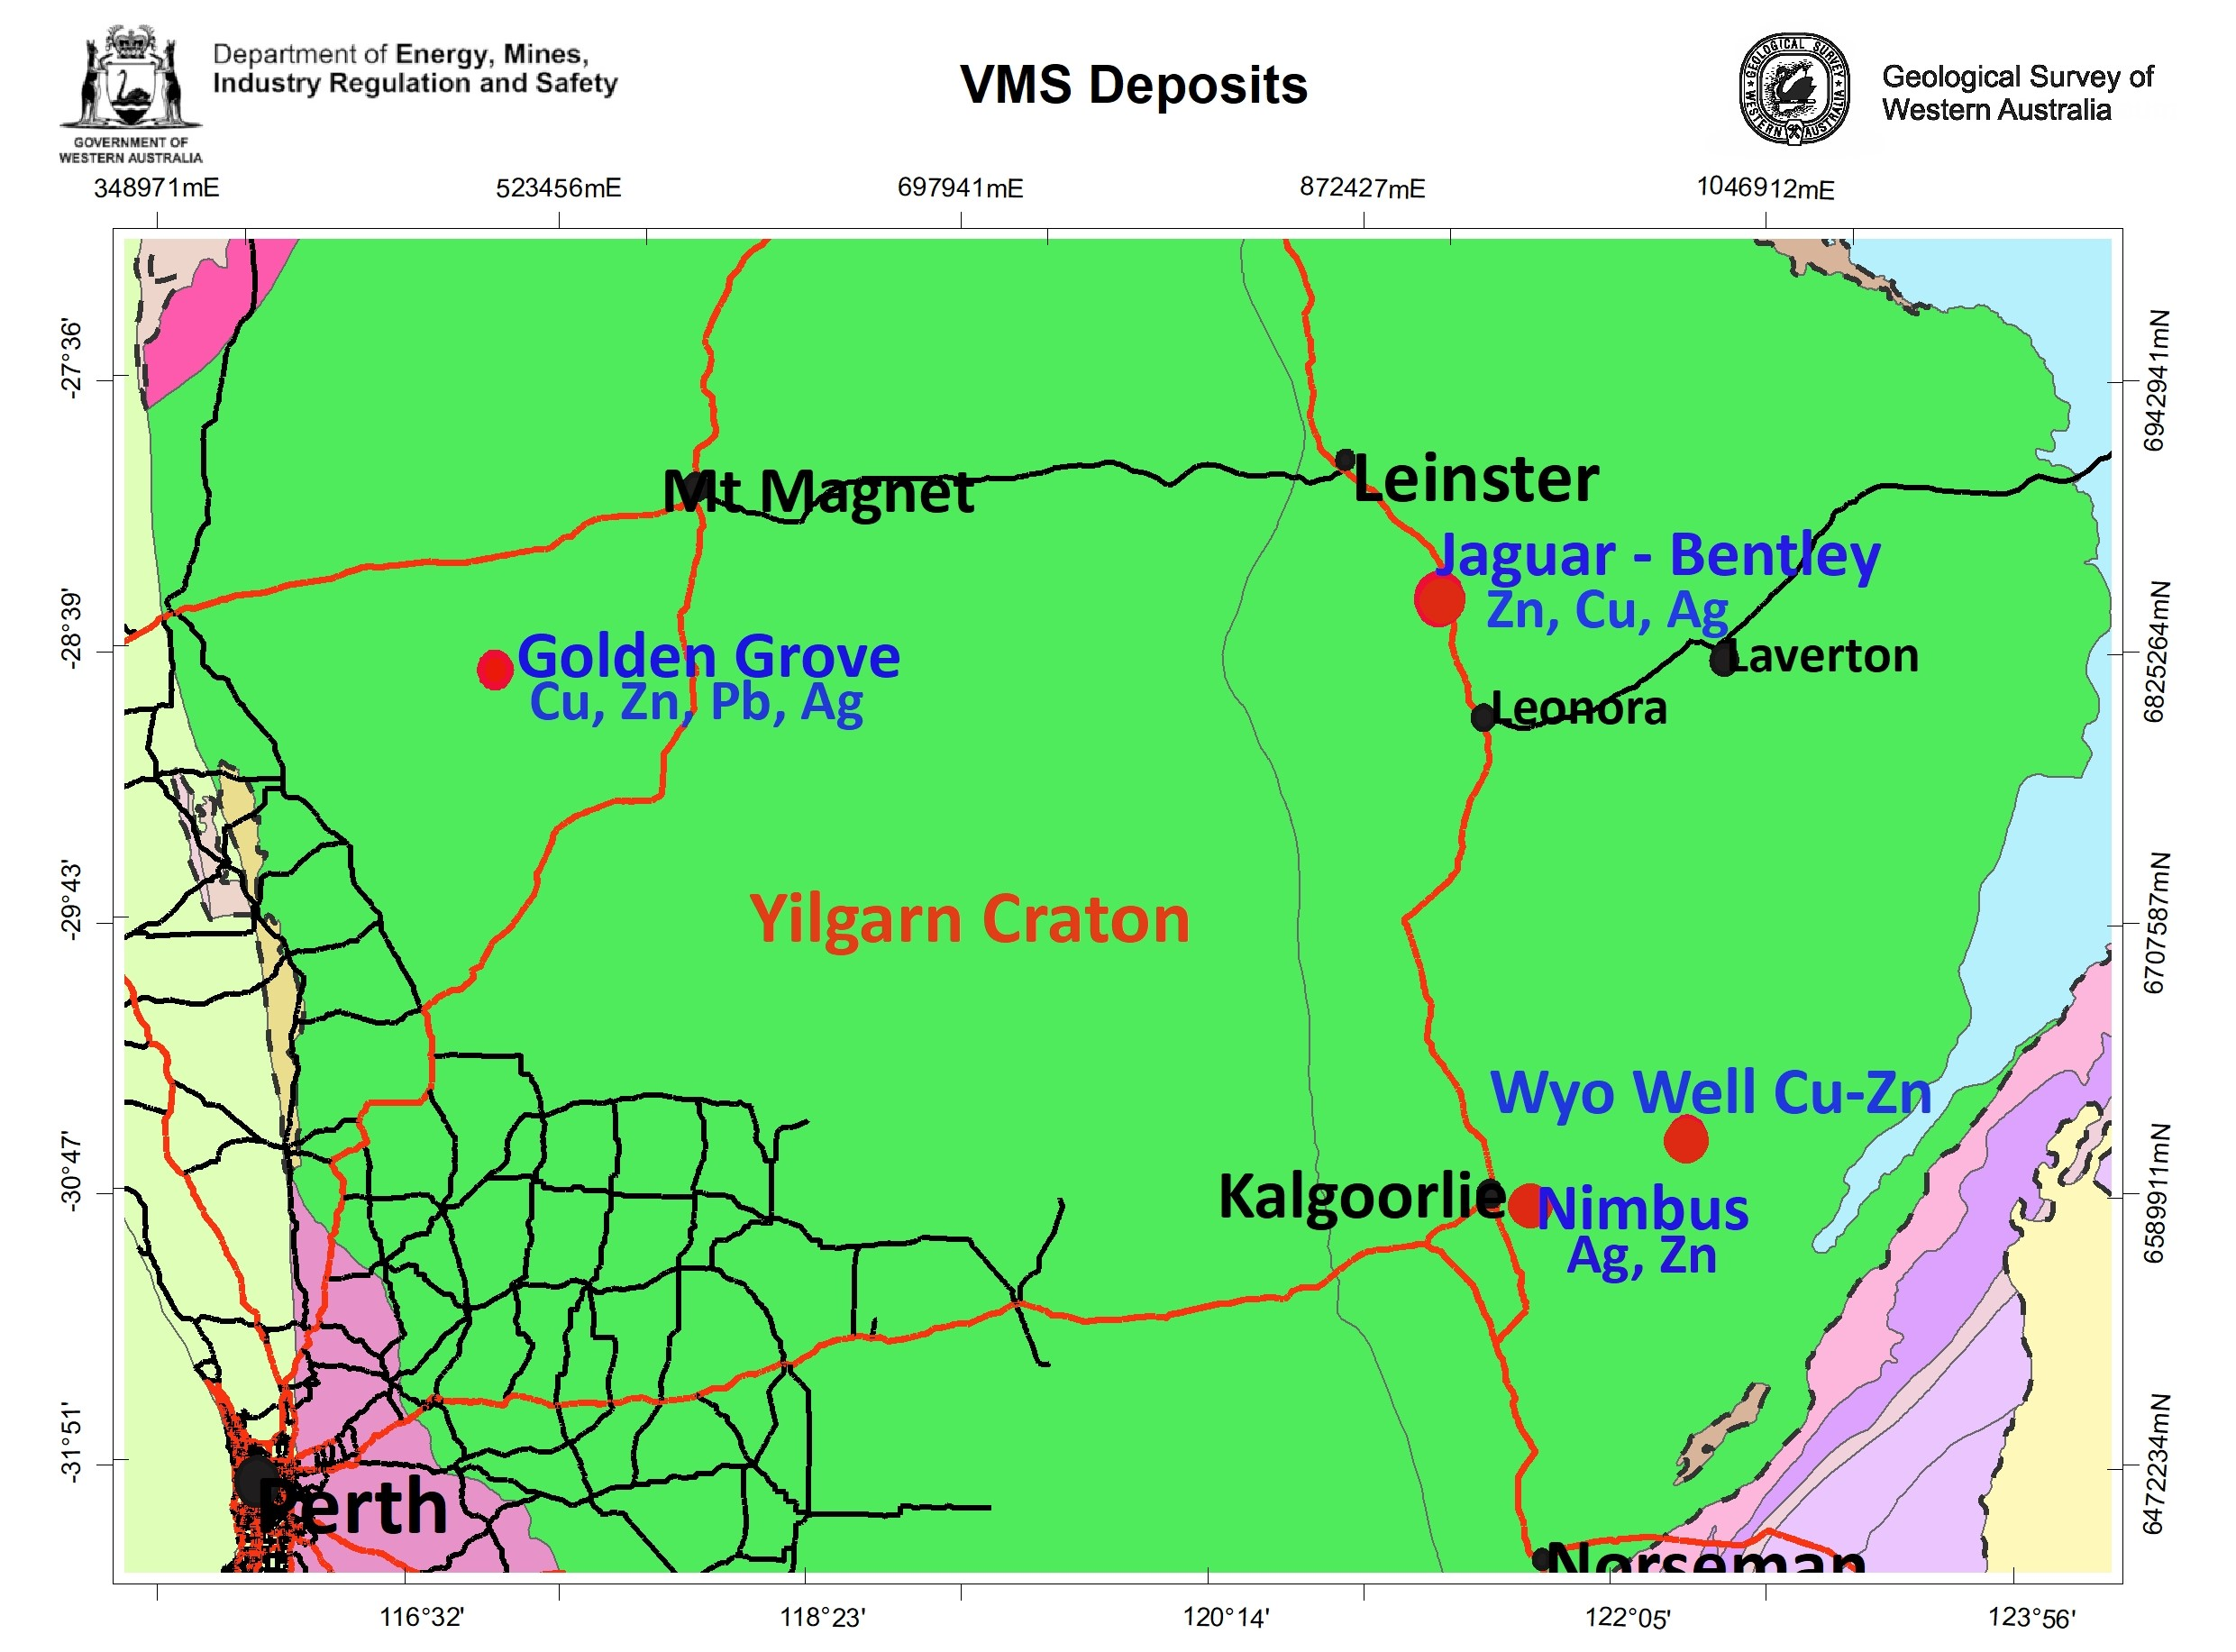 Department of Energy, Mines,
Industry Regulation and Safety
GOVERNMENT OF
WESTERN AUSTRALIA
VMS Deposits
GEOLOGICAL SURVEY
WESTERN AUSTRALIA
Geological Survey of
Western Australia
348971mE 523456mE 697941mE 872427mE 1046912mE
-27°36'
6942941mN
Mt Magnet
Leinster
Jaguar - Bentley
Zn, Cu, Ag
-28°39'
6825264mN
Golden Grove
Cu, Zn, Pb, Ag
Laverton
Leonora
-29°43'
6707587mN
Yilgarn Craton
Wyo Well Cu-Zn
-30°47'
6589911mN
Kalgoorlie
Nimbus
Ag, Zn
-31°51'
6472234mN
Perth
Norseman
116°32' 118°23' 120°14' 122°05' 123°56'